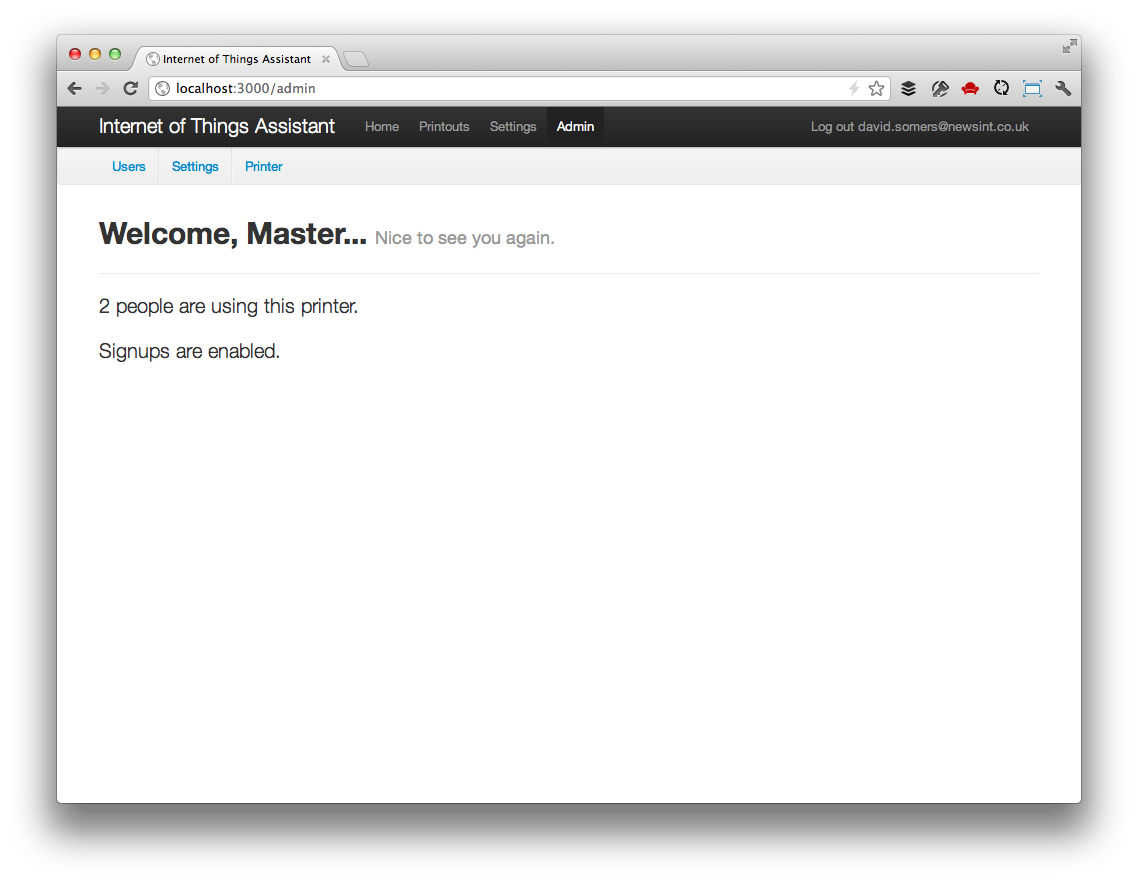 Internet of Things Assistant
localhost:3000/admin
Internet of Things Assistant Home Printouts Settings Admin Log out david.somers@newsint.co.uk
Users Settings Printer
Welcome, Master... Nice to see you again.
2 people are using this printer.
Signups are enabled.